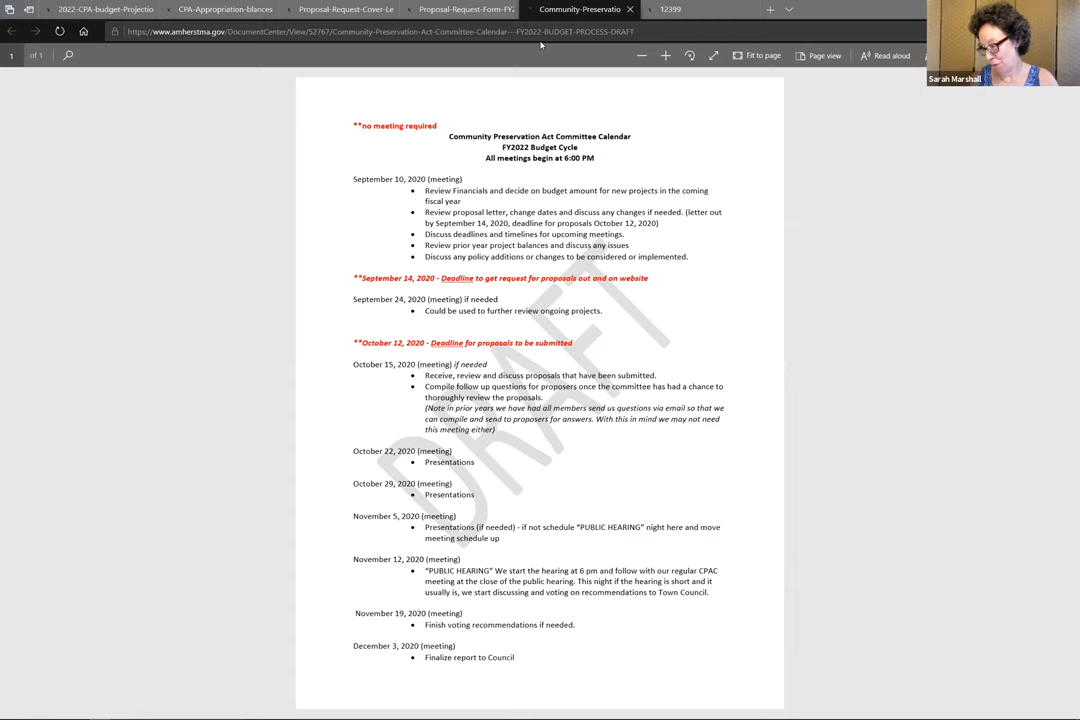 2022-CPA-budget-Projectio
CPA-Appropriation-blances
Proposal-Request-Cover-Le
Proposal-Request-Form-FY2
Community-Preservatio
12399
https://www.amherstma.gov/DocumentCenter/View/52767/Community-Preservation-Act-Committee-Calendar---FY2022-BUDGET-PROCESS-DRAFT
1 of 1
Fit to page
Page view
Read aloud
Sarah Marshall
**no meeting required
Community Preservation Act Committee Calendar
FY2022 Budget Cycle
All meetings begin at 6:00 PM
September 10, 2020 (meeting)
• Review Financials and decide on budget amount for new projects in the coming
fiscal year
• Review proposal letter, change dates and discuss any changes if needed. (letter out
by September 14, 2020, deadline for proposals October 12, 2020)
• Discuss deadlines and timelines for upcoming meetings.
• Review prior year project balances and discuss any issues
• Discuss any policy additions or changes to be considered or implemented.
**September 14, 2020 - Deadline to get request for proposals out and on website
September 24, 2020 (meeting) if needed
• Could be used to further review ongoing projects.
**October 12, 2020 - Deadline for proposals to be submitted
October 15, 2020 (meeting) if needed
• Receive, review and discuss proposals that have been submitted.
• Compile follow up questions for proposers once the committee has had a chance to
thoroughly review the proposals.
(Note in prior years we have had all members send us questions via email so that we
can compile and send to proposers for answers. With this in mind we may not need
this meeting either)
October 22, 2020 (meeting)
• Presentations
October 29, 2020 (meeting)
• Presentations
November 5, 2020 (meeting)
• Presentations (if needed) - if not schedule “PUBLIC HEARING” night here and move
meeting schedule up
November 12, 2020 (meeting)
• “PUBLIC HEARING” We start the hearing at 6 pm and follow with our regular CPAC
meeting at the close of the public hearing. This night if the hearing is short and it
usually is, we start discussing and voting on recommendations to Town Council.
November 19, 2020 (meeting)
• Finish voting recommendations if needed.
December 3, 2020 (meeting)
• Finalize report to Council
DRAFT